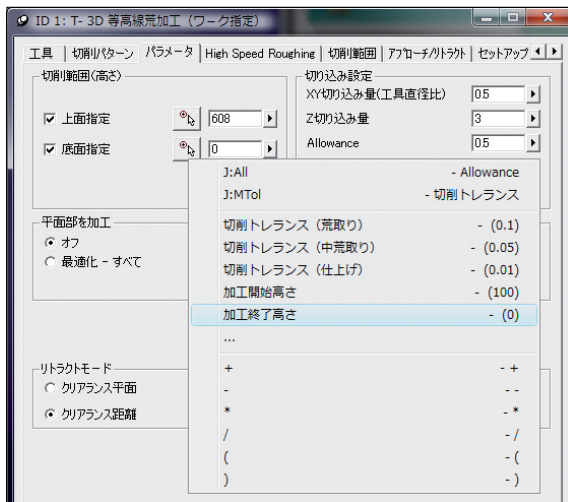 ID 1: T- 3D 等高線荒加工（ワーク指定）
工具 切削りパターン パラメータ High Speed Roughing 切削り範囲 アプローチ/リトラクト セットアップ
切削り範囲(高さ)
上面指定 608
底面指定 0
切り込み設定
XY切り込み量(工具直径比) 0.5
Z切り込み量 3
Allowance 0.5
平面部を加工
オフ
最適化 - すべて
リトラクトモード
クリアランス平面
クリアランス距離
J:All - Allowance
J:MTol - 切削トレランス
切削トレランス（荒取り） - (0.1)
切削トレランス（中荒取り） - (0.05)
切削トレランス（仕上げ） - (0.01)
加工開始高さ - (100)
加工終了高さ - (0)
...
+ - +
- - -
* - *
/ - /
( - (
) - )